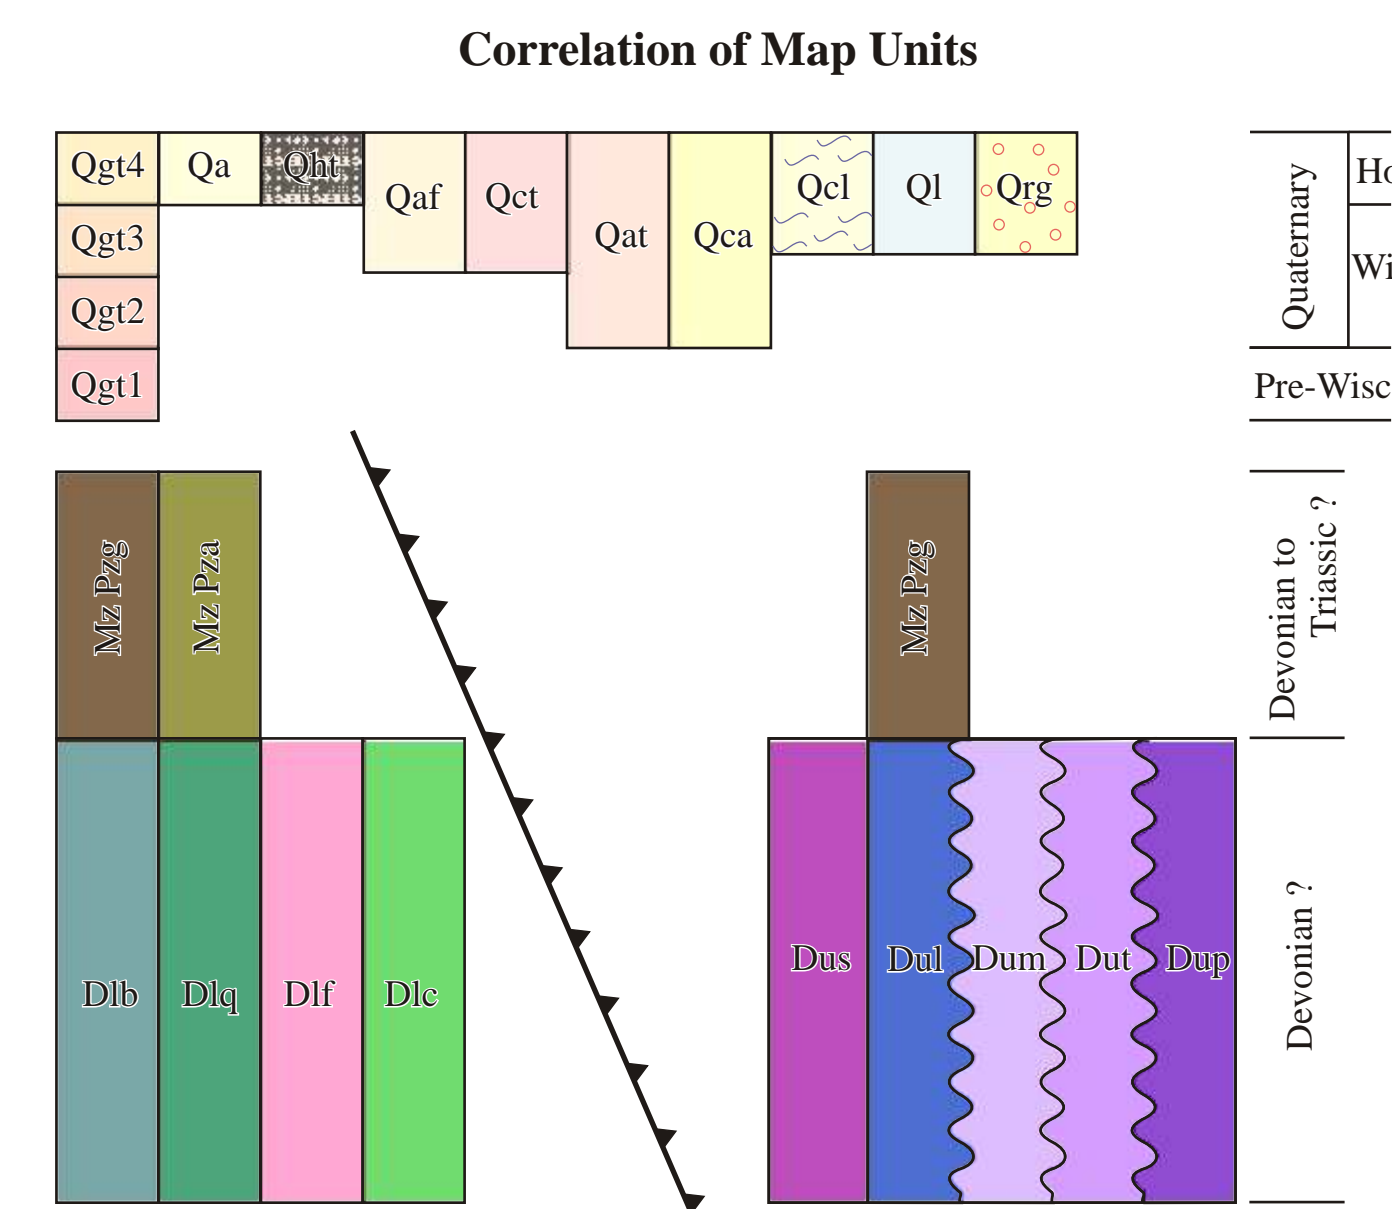 Correlation of Map Units
Qgt4 Qa Qht Qaf Qct Qat Qca Qcl Ql Qrg
Qgt3
Qgt2
Qgt1
Quaternary
Ho
Wi
Pre-Wisc
Mz Pzg Mz Pza Mz Pzg
Devonian to
Triassic ?
Dlb Dlq Dlf Dlc Dus Dul Dum Dut Dup
Devonian ?